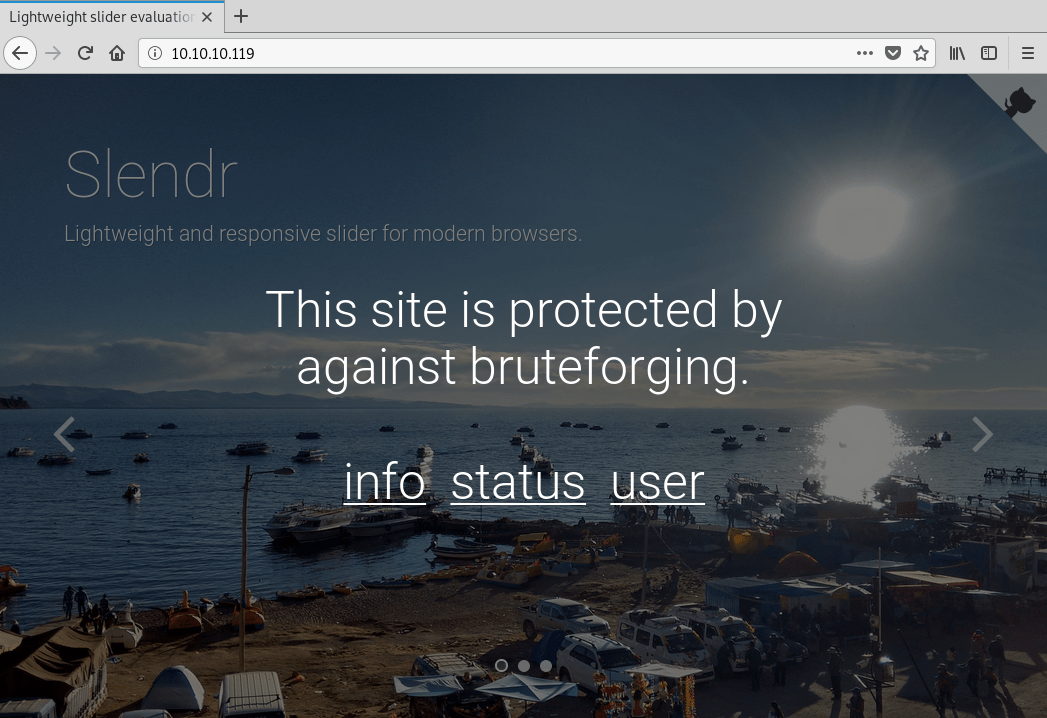 Lightweight slider evaluation
10.10.10.119
Slendr
Lightweight and responsive slider for modern browsers.
This site is protected by
against bruteforging.
info status user